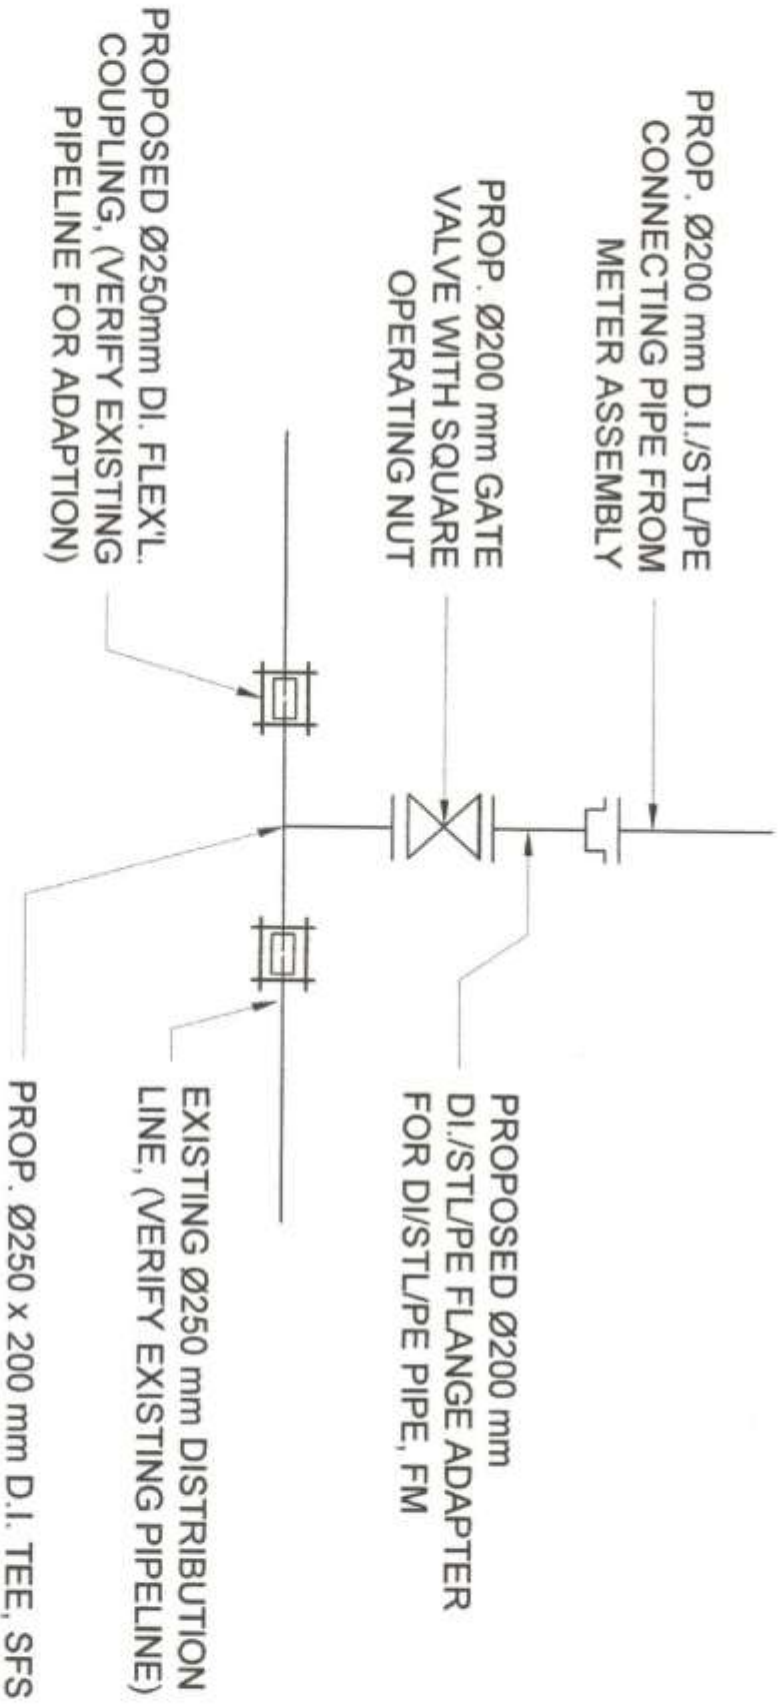 PROP. Ø200 mm D.I./STL/PE
CONNECTING PIPE FROM
METER ASSEMBLY
PROP. Ø200 mm GATE
VALVE WITH SQUARE
OPERATING NUT
PROPOSED Ø250mm DI. FLEX'L.
COUPLING, (VERIFY EXISTING
PIPELINE FOR ADAPTION)
PROPOSED Ø200 mm
DI./STL/PE FLANGE ADAPTER
FOR DI/STL/PE PIPE, FM
EXISTING Ø250 mm DISTRIBUTION
LINE, (VERIFY EXISTING PIPELINE)
PROP. Ø250 x 200 mm D.I. TEE, SFS